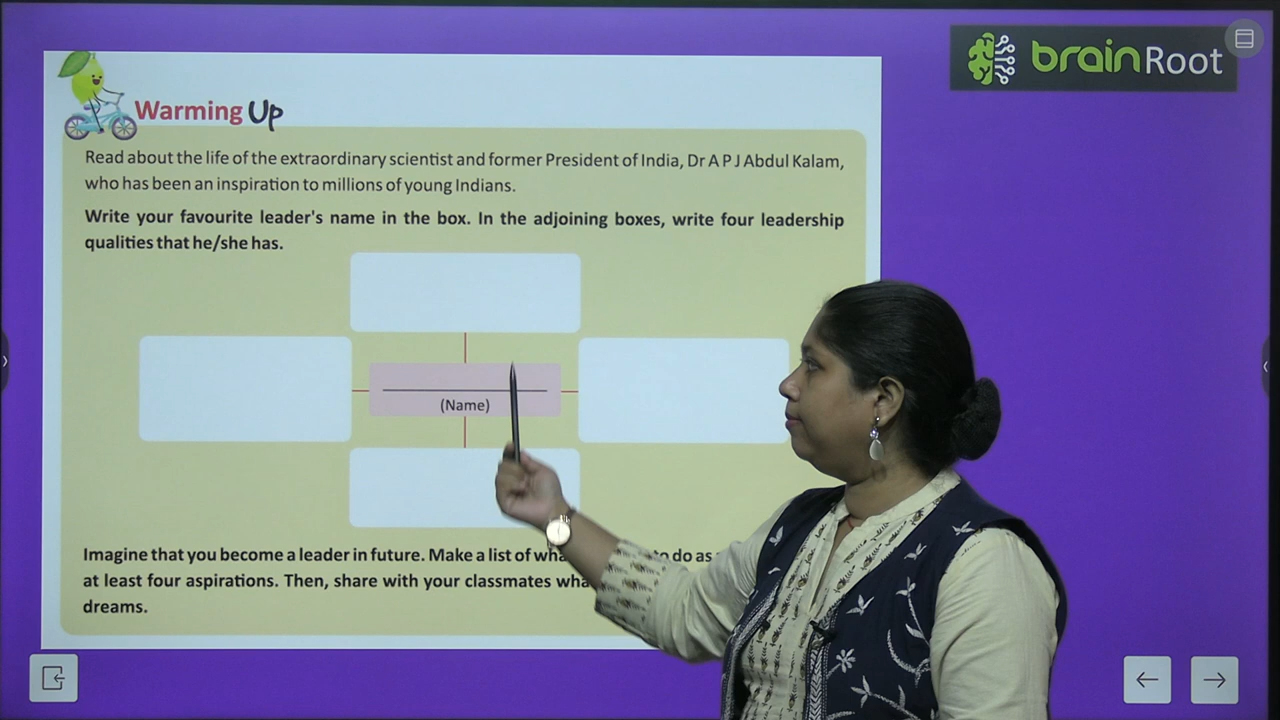 brainRoot
Warming Up
Read about the life of the extraordinary scientist and former President of India, Dr A P J Abdul Kalam,
who has been an inspiration to millions of young Indians.
Write your favourite leader's name in the box. In the adjoining boxes, write four leadership
qualities that he/she has.
(Name)
Imagine that you become a leader in future. Make a list of to do as
at least four aspirations. Then, share with your classmates
dreams.